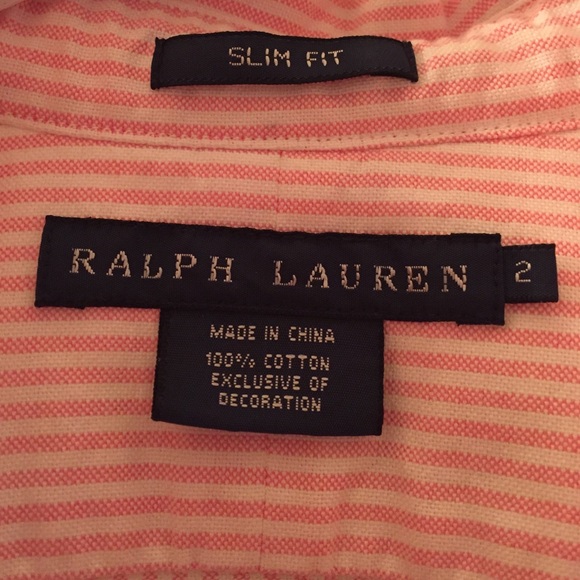 SLIM FIT
RALPH LAUREN 2
MADE IN CHINA
100% COTTON
EXCLUSIVE OF
DECORATION